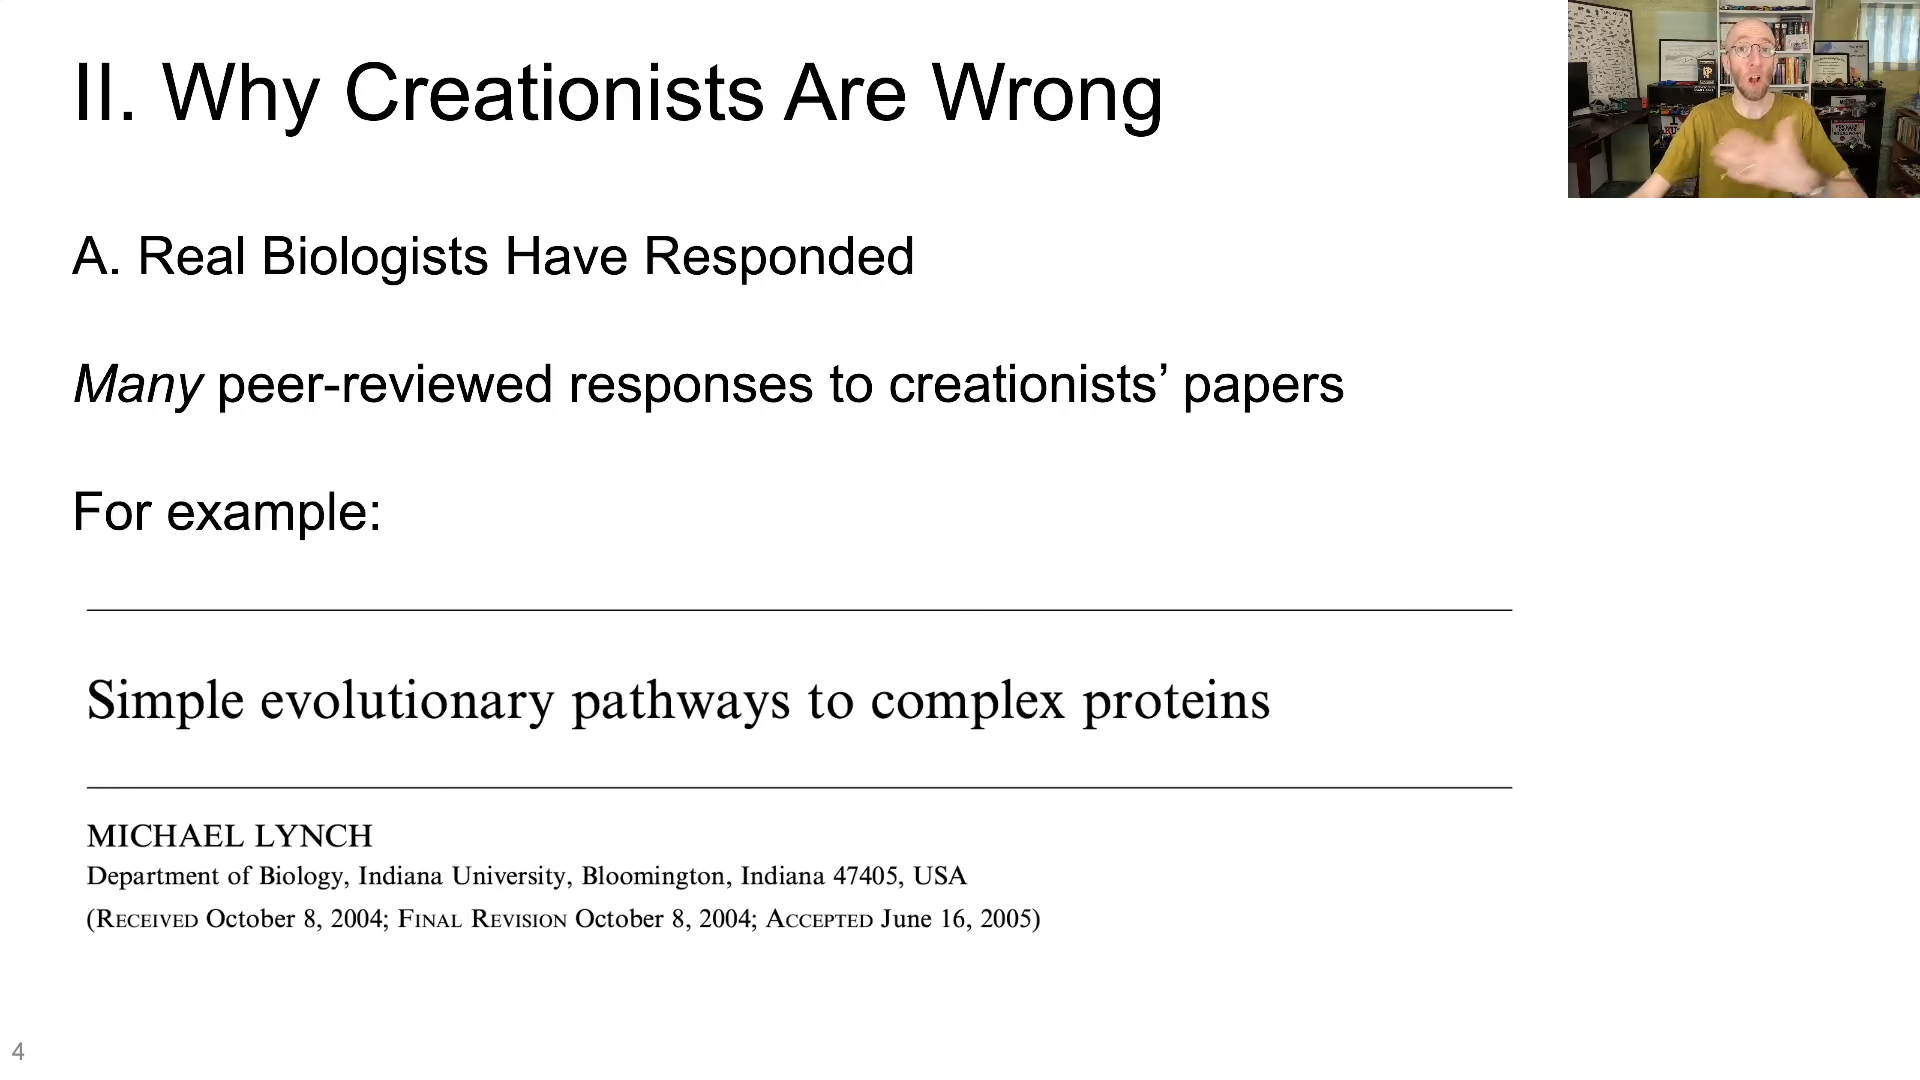 II. Why Creationists Are Wrong
A. Real Biologists Have Responded
Many peer-reviewed responses to creationists’ papers
For example:
Simple evolutionary pathways to complex proteins
MICHAEL LYNCH
Department of Biology, Indiana University, Bloomington, Indiana 47405, USA
(RECEIVED October 8, 2004; FINAL REVISION October 8, 2004; ACCEPTED June 16, 2005)
4